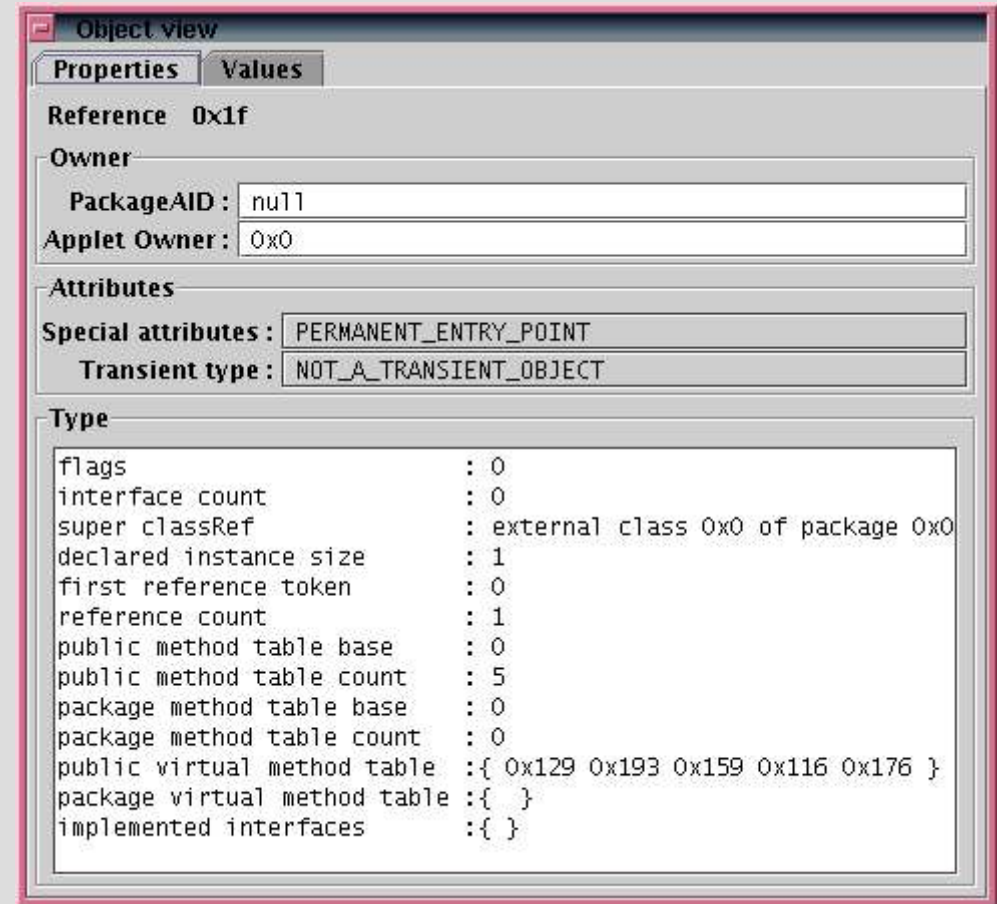 Object view
Properties Values
Reference 0x1f
Owner
PackageAID : null
Applet Owner : 0x0
Attributes
Special attributes : PERMANENT_ENTRY_POINT
Transient type : NOT_A_TRANSIENT_OBJECT
Type
flags : 0
interface count : 0
super classRef : external class 0x0 of package 0x0
declared instance size : 1
first reference token : 0
reference count : 1
public method table base : 0
public method table count : 5
package method table base : 0
package method table count : 0
public virtual method table :{ 0x129 0x193 0x159 0x116 0x176 }
package virtual method table :{ }
implemented interfaces :{ }